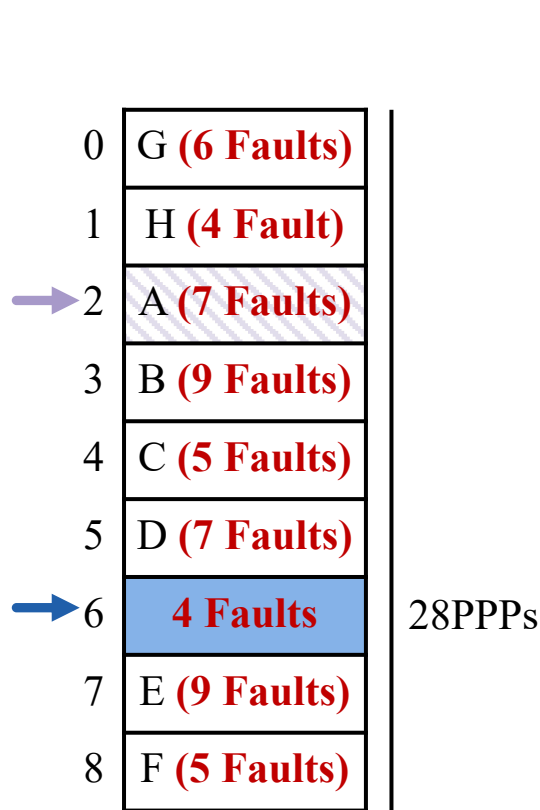 0 G (6 Faults)
1 H (4 Fault)
2 A (7 Faults)
3 B (9 Faults)
4 C (5 Faults)
5 D (7 Faults)
6 4 Faults 28PPPs
7 E (9 Faults)
8 F (5 Faults)